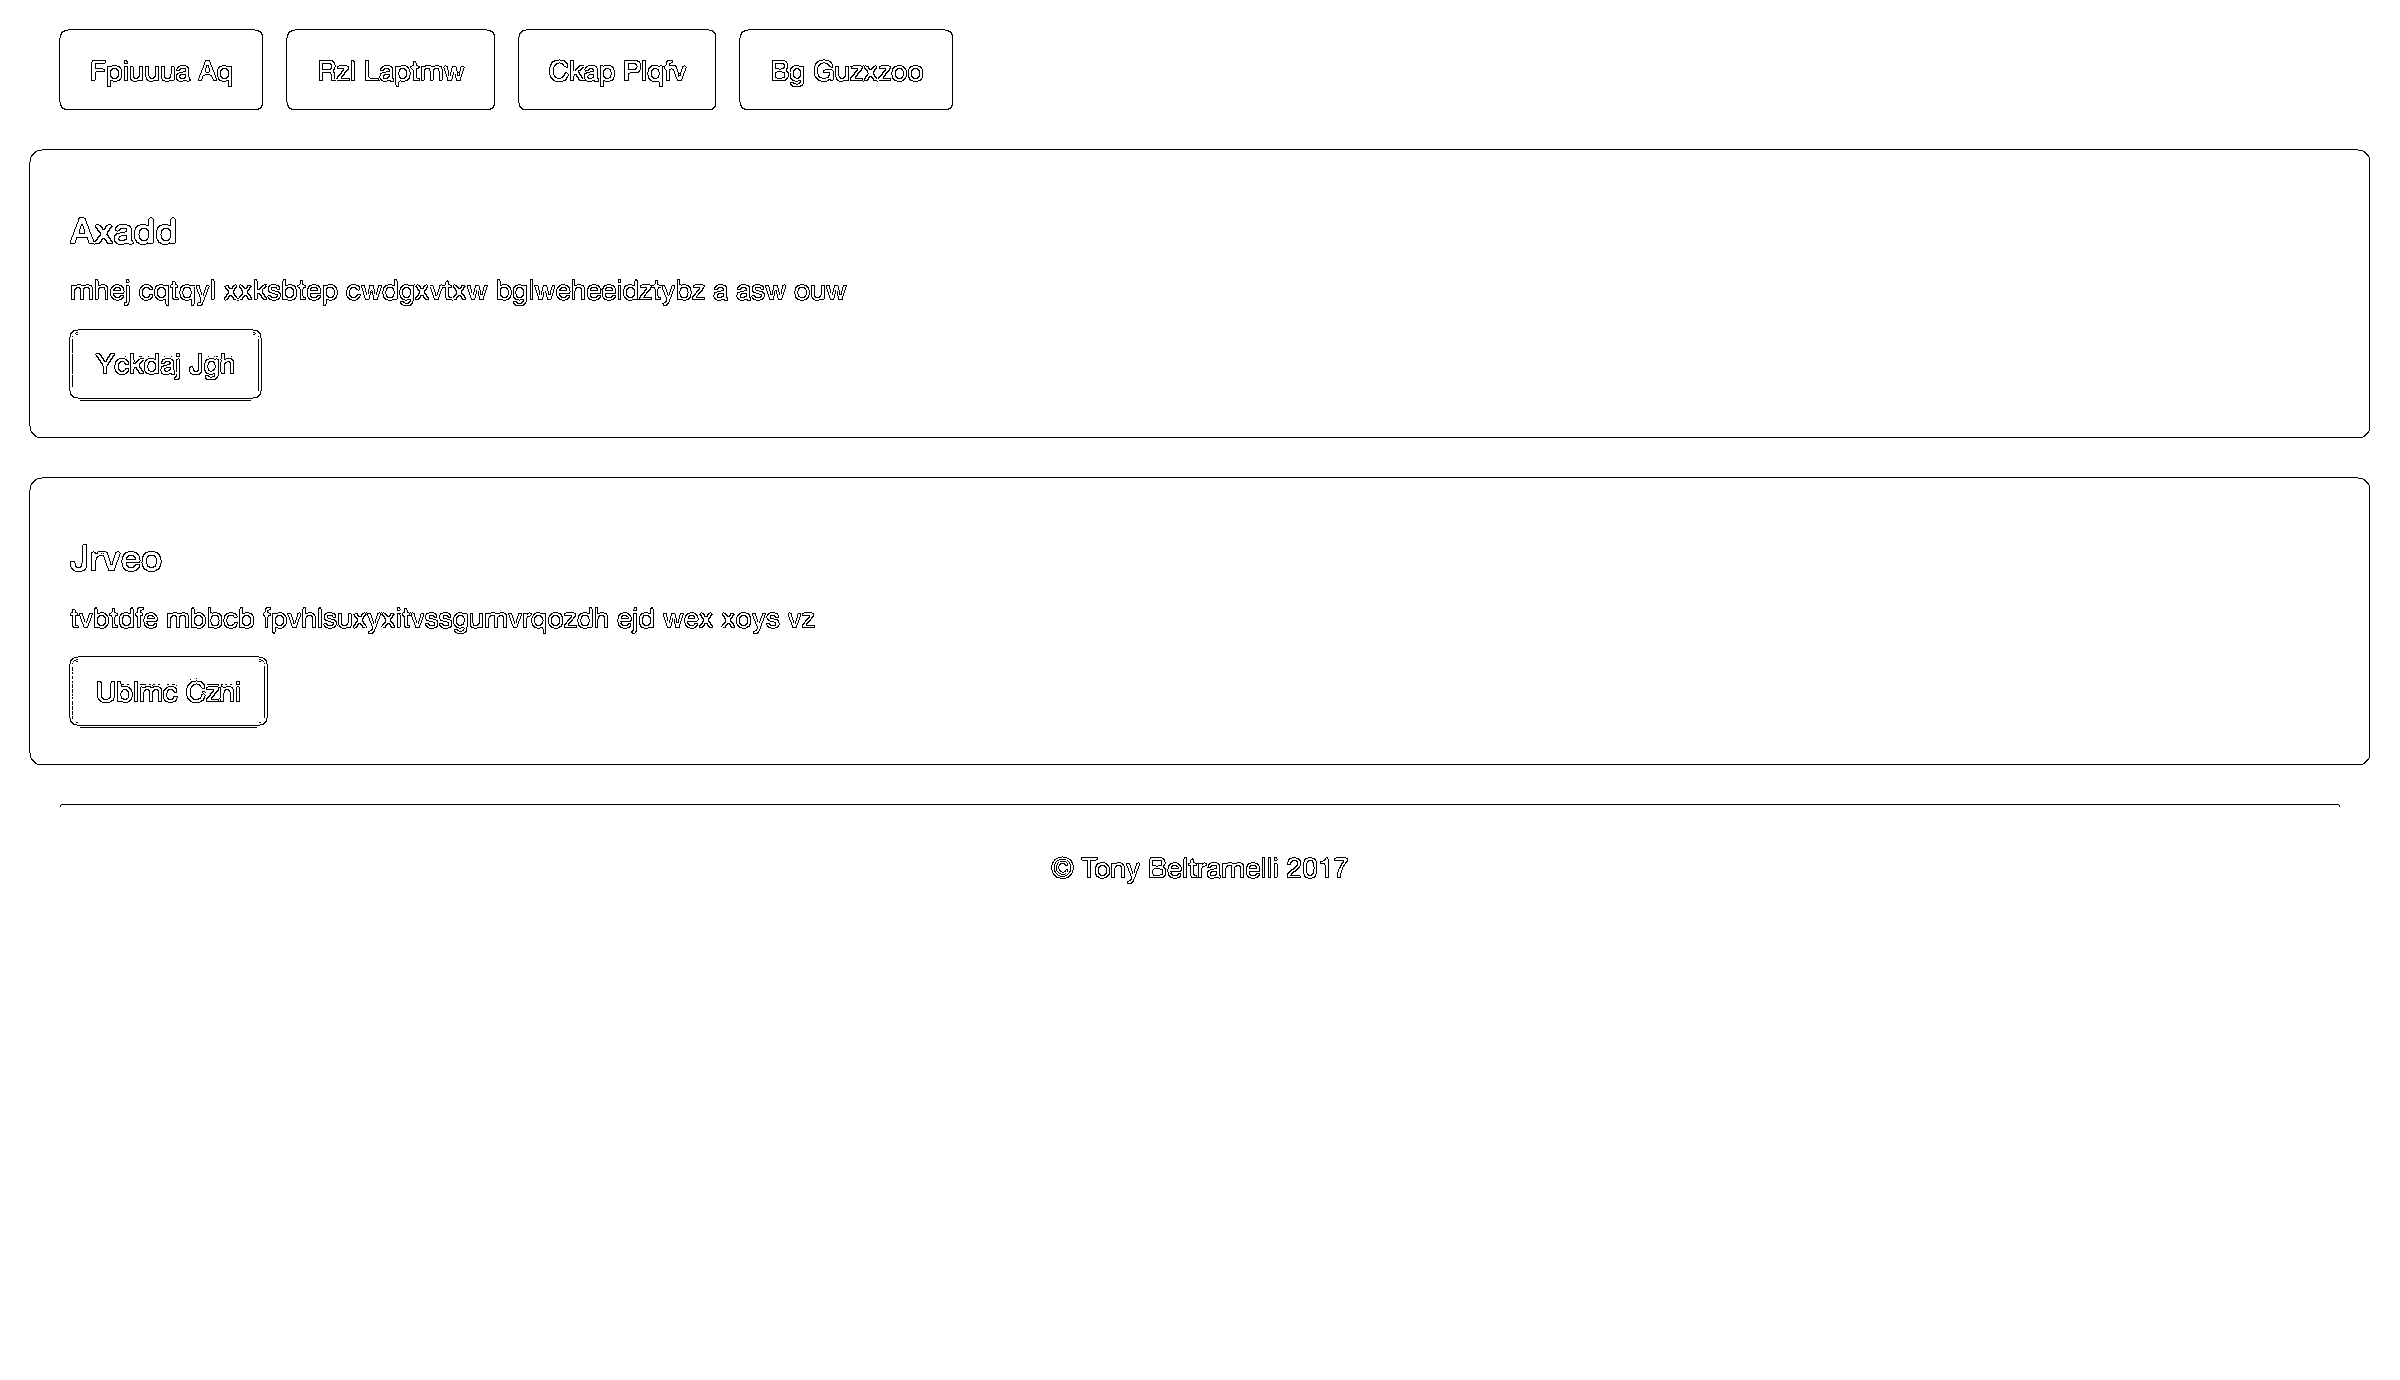 Fpiuuua Aq Rzl Laptmw Ckap Plqfv Bg Guzxzoo
Axadd
mhej cqtqyl xxksbtep cwdgxvtxw bglweheeidztybz a asw ouw
Yckdaj Jgh
Jrveo
tvbtdfe mbbcb fpvhlsuxyxitvssgumvrqozdh ejd wex xoys vz
Ublmc Czni
© Tony Beltramelli 2017